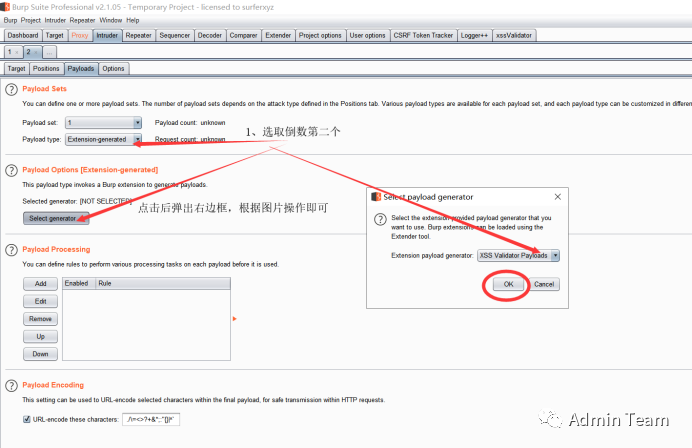 Burp Suite Professional v2.1.05 - Temporary Project - licensed to surferxyz
Burp Project Intruder Repeater Window Help
Dashboard Target Proxy Intruder Repeater Sequencer Decoder Comparer Extender Project options User options CSRF Token Tracker Logger++ xssValidator
1 × 2 × ...
Target Positions Payloads Options
Payload Sets
You can define one or more payload sets. The number of payload sets depends on the attack type defined in the Positions tab. Various payload types are available for each payload set, and each payload type can be customized in differe
Payload set: 1 Payload count: unknown
Payload type: Extension-generated Request count: unknown
1、选取倒数第二个
Payload Options [Extension-generated]
This payload type invokes a Burp extension to generate payloads.
Selected generator: [NOT SELECTED]
Select generator ...
点击后弹出右边框，根据图片操作即可
Select payload generator
Select the extension provided payload generator that you
want to use. Burp extensions can be loaded using the
Extender tool.
Extension payload generator: XSS Validator Payloads
OK Cancel
Payload Processing
You can define rules to perform various processing tasks on each payload before it is used.
Add Enabled Rule
Edit
Remove
Up
Down
Payload Encoding
This setting can be used to URL-encode selected characters within the final payload, for safe transmission within HTTP requests.
URL-encode these characters:
Admin Team